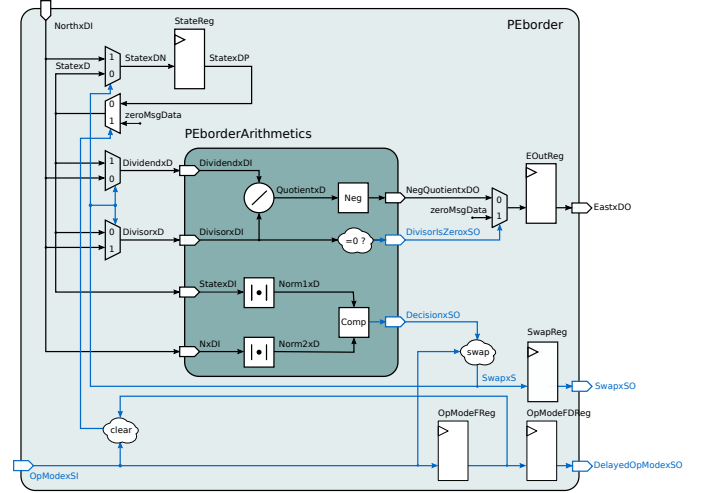 PEborder
NorthxDI
StateReg
StatexD
1
0
StatexDN
StatexDP
0
1
zeroMsgData
PEborderArithmetics
1
0
DividendxD
DividendxDI
QuotientxD
Neg
NegQuotientxDO
zeroMsgData
0
1
EOutReg
EastxDO
0
1
DivisorxD
DivisorxDI
=0 ?
DivisorIsZeroxSO
StatexDI
|•|
Norm1xD
Comp
DecisionxSO
NxDI
|•|
Norm2xD
swap
SwapReg
SwapxS
SwapxSO
clear
OpModeFReg
OpModeFDReg
OpModexSI
DelayedOpModexSO